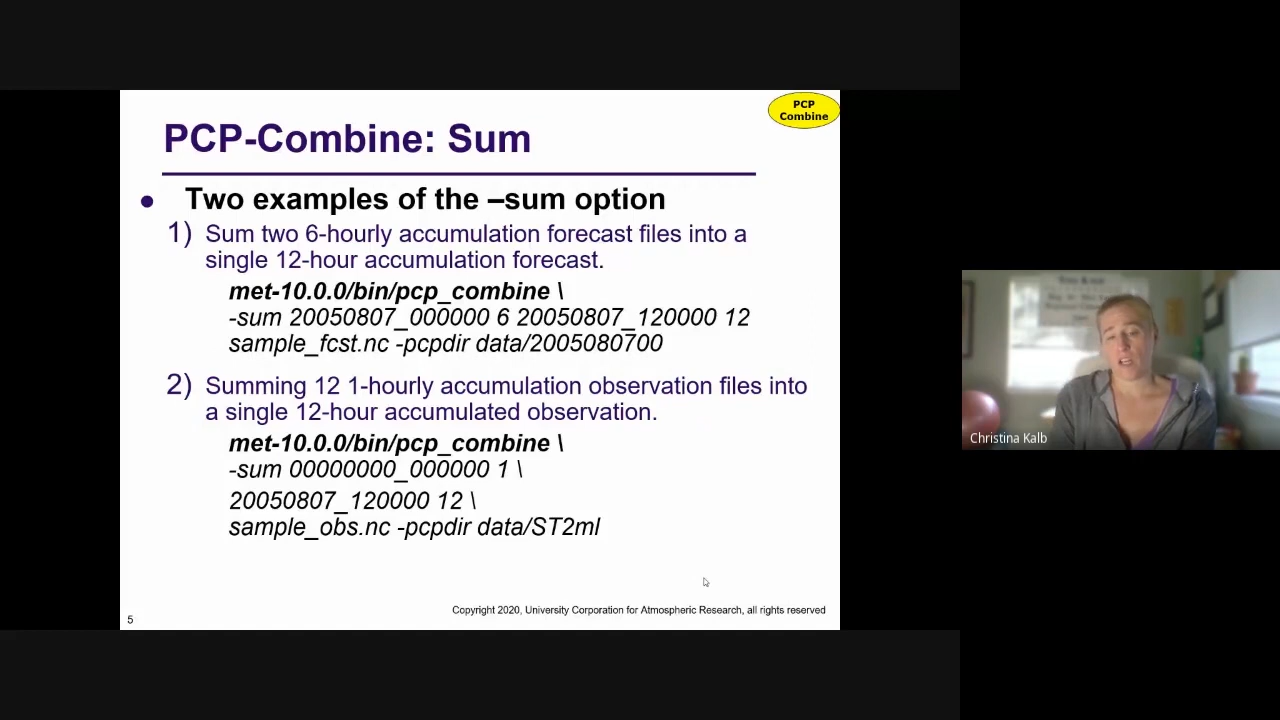 PCP
Combine
PCP-Combine: Sum
● Two examples of the –sum option
1) Sum two 6-hourly accumulation forecast files into a
single 12-hour accumulation forecast.
met-10.0.0/bin/pcp_combine \
-sum 20050807_000000 6 20050807_120000 12
sample_fcst.nc -pcpdir data/2005080700
2) Summing 12 1-hourly accumulation observation files into
a single 12-hour accumulated observation.
met-10.0.0/bin/pcp_combine \
-sum 00000000_000000 1 \
20050807_120000 12 \
sample_obs.nc -pcpdir data/ST2ml
Copyright 2020, University Corporation for Atmospheric Research, all rights reserved
5
Christina Kalb